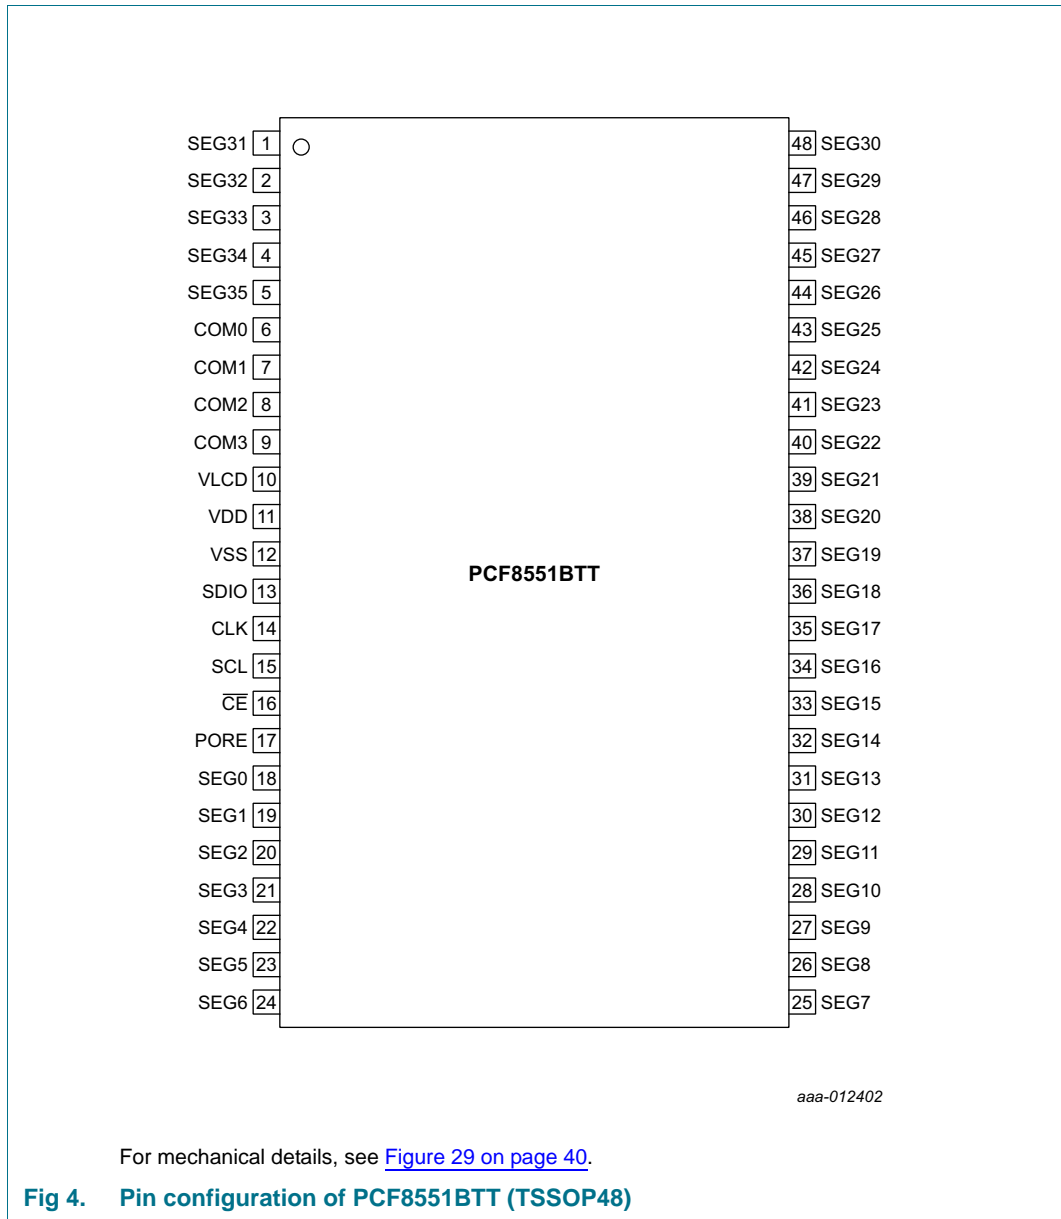 SEG31 1 48 SEG30
SEG32 2 47 SEG29
SEG33 3 46 SEG28
SEG34 4 45 SEG27
SEG35 5 44 SEG26
COM0 6 43 SEG25
COM1 7 42 SEG24
COM2 8 41 SEG23
COM3 9 40 SEG22
VLCD 10 39 SEG21
VDD 11 38 SEG20
VSS 12 37 SEG19
PCF8551BTT
SDIO 13 36 SEG18
CLK 14 35 SEG17
SCL 15 34 SEG16
C̅E̅ 16 33 SEG15
PORE 17 32 SEG14
SEG0 18 31 SEG13
SEG1 19 30 SEG12
SEG2 20 29 SEG11
SEG3 21 28 SEG10
SEG4 22 27 SEG9
SEG5 23 26 SEG8
SEG6 24 25 SEG7
aaa-012402
For mechanical details, see Figure 29 on page 40.
Fig 4. Pin configuration of PCF8551BTT (TSSOP48)